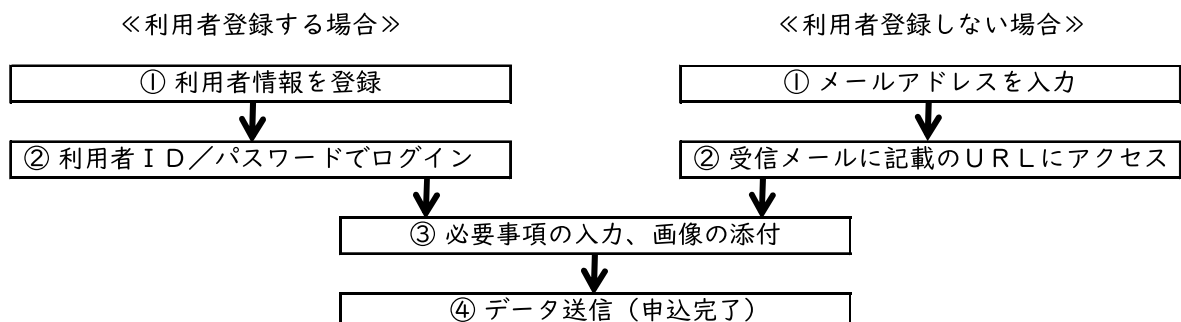 ≪利用者登録する場合≫
≪利用者登録しない場合≫
① 利用者情報を登録
① メールアドレスを入力
② 利用者ＩＤ／パスワードでログイン
② 受信メールに記載のＵＲＬにアクセス
③ 必要事項の入力、画像の添付
④ データ送信（申込完了）